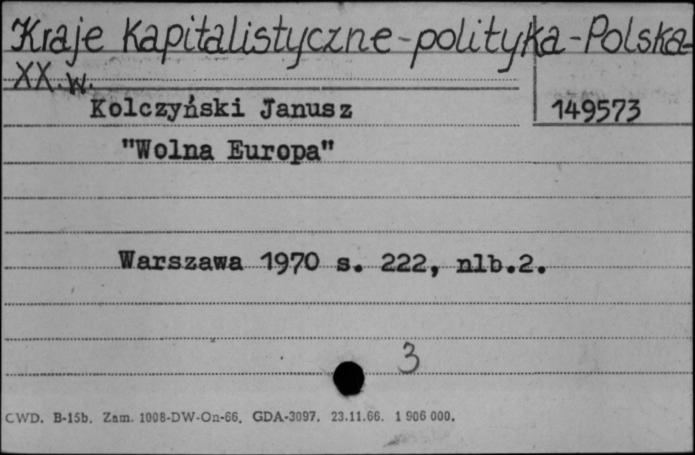 Kraje Kapitalistyczne-polityka-Polska-
XX.w.
Kolczyński Janusz
149573
"Wolna Europa"
Warszawa 1970 s. 222, nlb.2.
3
CWD. B-15b. Zam. 1008-DW-On-66. GDA-3097. 23.11.66. 1 906 000.